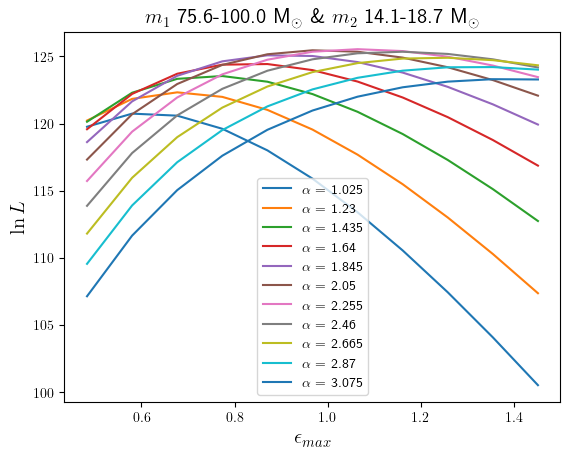 m₁ 75.6-100.0 M⊙ & m₂ 14.1-18.7 M⊙
ln L
125
120
115
110
105
100
α = 1.025
α = 1.23
α = 1.435
α = 1.64
α = 1.845
α = 2.05
α = 2.255
α = 2.46
α = 2.665
α = 2.87
α = 3.075
0.6 0.8 1.0 1.2 1.4
ϵmax